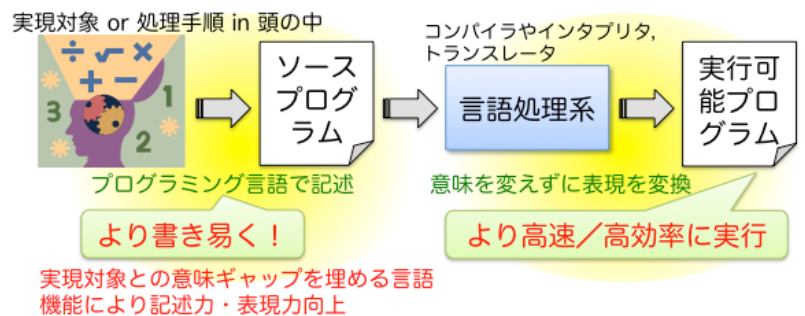 実現対象 or 処理手順 in 頭の中
÷ √ ×
+ −
3
1
2
ソース
プログ
ラム
コンパイラやインタプリタ,
トランスレータ
言語処理系
実行可
能プロ
グラム
プログラミング言語で記述
意味を変えずに表現を変換
より書き易く！
より高速／高効率に実行
実現対象との意味ギャップを埋める言語
機能により記述力・表現力向上